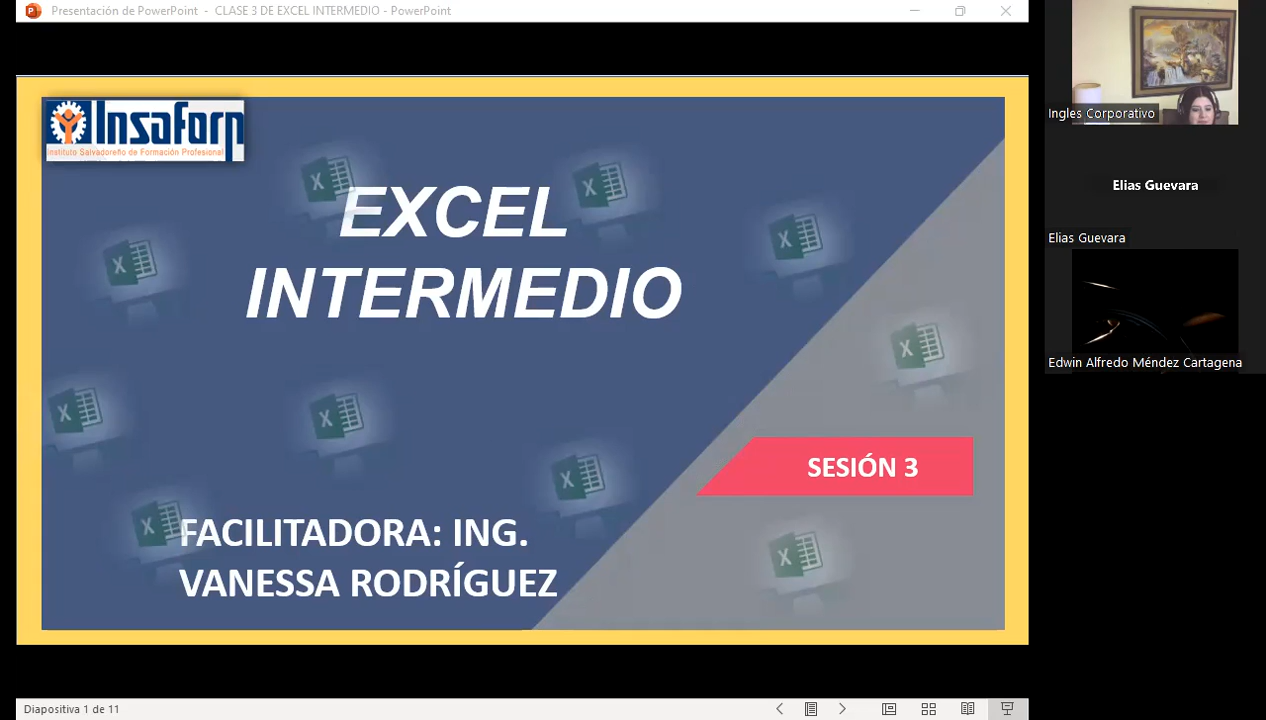 Presentación de PowerPoint - CLASE 3 DE EXCEL INTERMEDIO - PowerPoint
Insaforp
Instituto Salvadoreño de Formación Profesional
EXCEL
INTERMEDIO
SESIÓN 3
FACILITADORA: ING.
VANESSA RODRÍGUEZ
Diapositiva 1 de 11
Ingles Corporativo
Elias Guevara
Elias Guevara
Edwin Alfredo Méndez Cartagena